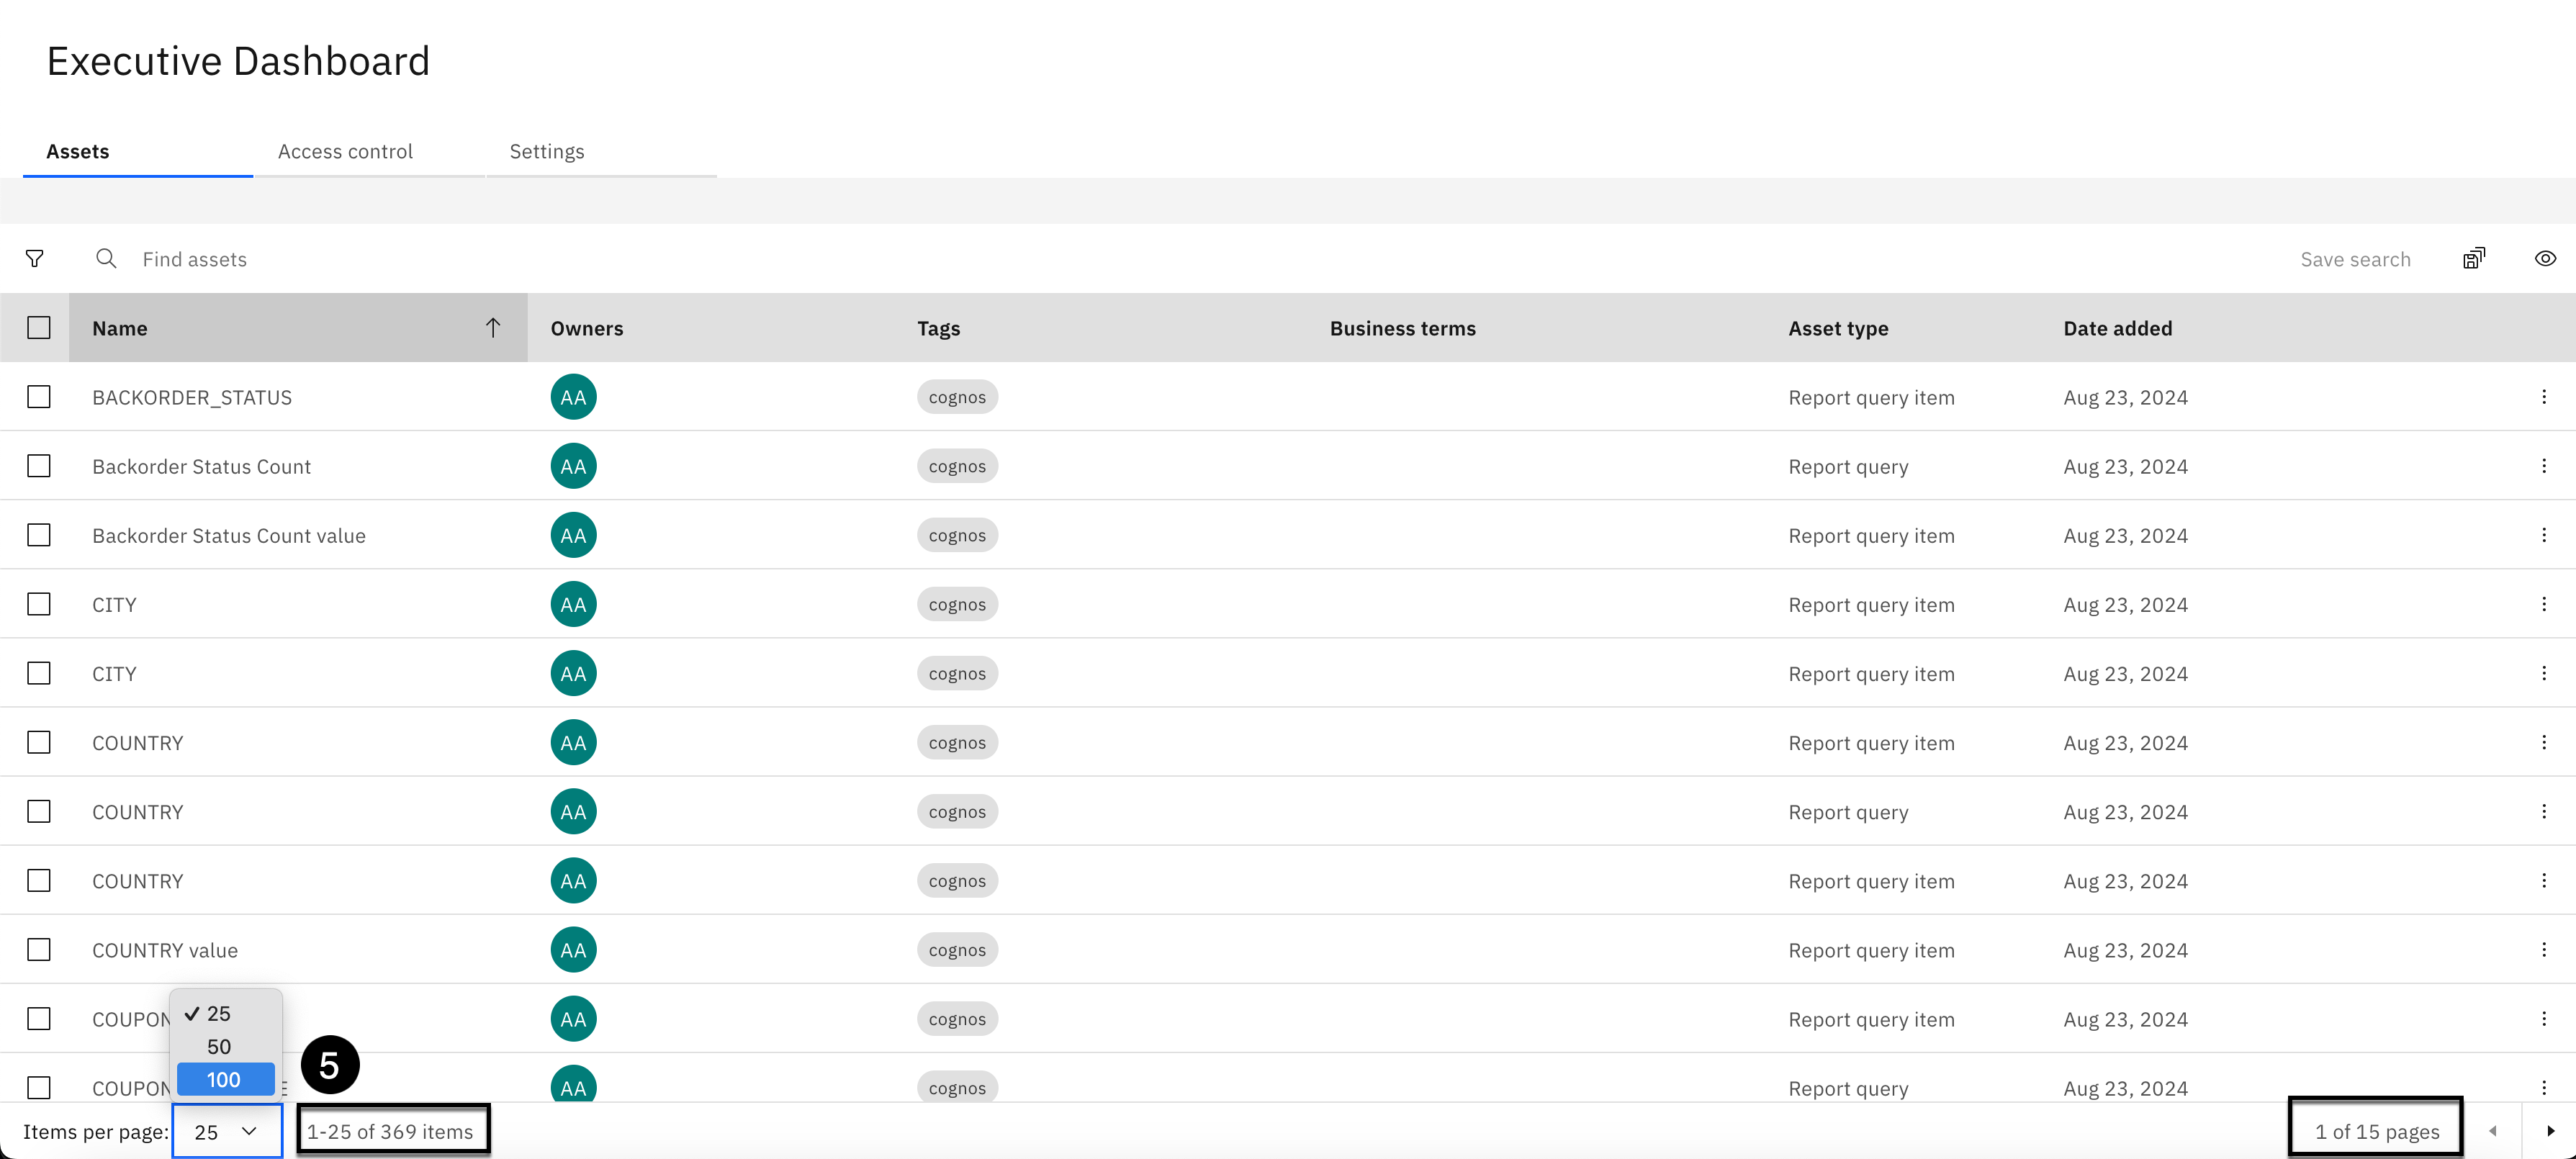 Executive Dashboard
Assets Access control Settings
Find assets Save search
Name Owners Tags Business terms Asset type Date added
BACKORDER_STATUS AA cognos Report query item Aug 23, 2024
Backorder Status Count AA cognos Report query Aug 23, 2024
Backorder Status Count value AA cognos Report query item Aug 23, 2024
CITY AA cognos Report query item Aug 23, 2024
CITY AA cognos Report query item Aug 23, 2024
COUNTRY AA cognos Report query item Aug 23, 2024
COUNTRY AA cognos Report query Aug 23, 2024
COUNTRY AA cognos Report query item Aug 23, 2024
COUNTRY value AA cognos Report query item Aug 23, 2024
COUPON AA cognos Report query item Aug 23, 2024
COUPON E AA cognos Report query Aug 23, 2024
25
50
100
5
Items per page: 25 1-25 of 369 items 1 of 15 pages